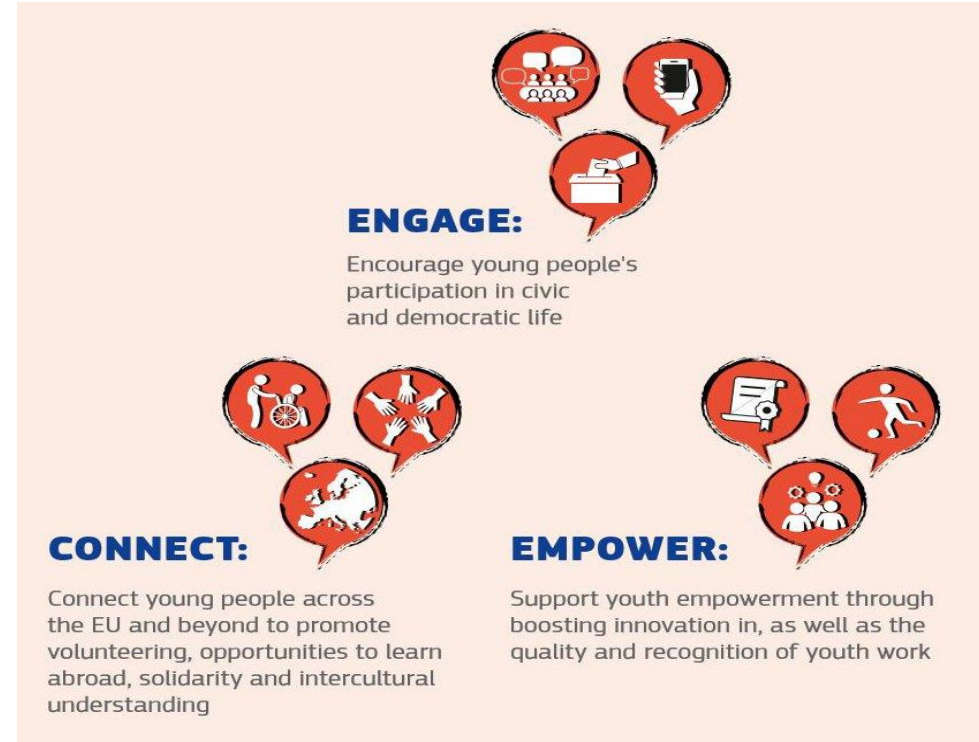 ENGAGE:
Encourage young people's
participation in civic
and democratic life
CONNECT:
Connect young people across
the EU and beyond to promote
volunteering, opportunities to learn
abroad, solidarity and intercultural
understanding
EMPOWER:
Support youth empowerment through
boosting innovation in, as well as the
quality and recognition of youth work